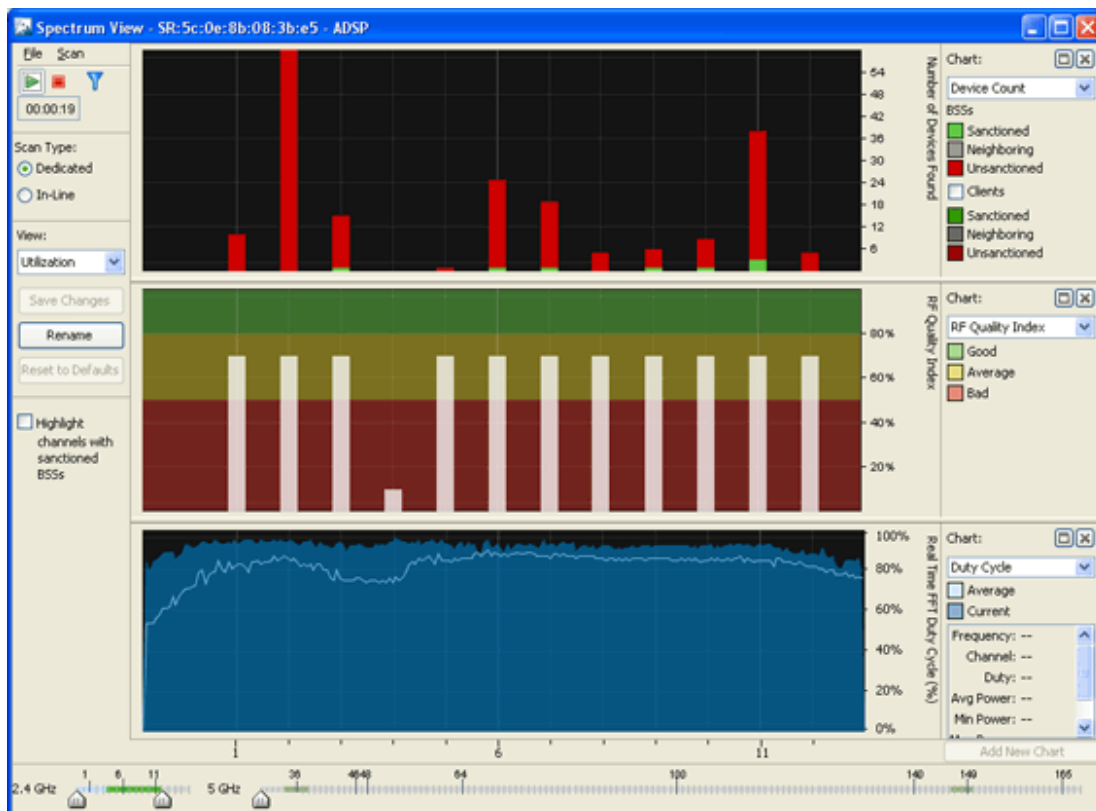 Spectrum View - SR:5c:0e:8b:08:3b:e5 - ADSP
File Scan
00:00:19
Scan Type:
Dedicated
In-Line
View:
Utilization
Save Changes
Rename
Reset to Defaults
Highlight
channels with
sanctioned
BSSs
54
48
42
36
30
24
18
12
6
Number of Devices Found
Chart:
Device Count
BSSs
Sanctioned
Neighboring
Unsanctioned
Clients
Sanctioned
Neighboring
Unsanctioned
80%
60%
40%
20%
RF Quality Index
Chart:
RF Quality Index
Good
Average
Bad
100%
80%
60%
40%
20%
0%
Real Time FFT Duty Cycle (%)
Chart:
Duty Cycle
Average
Current
Frequency: --
Channel: --
Duty: --
Avg Power: --
Min Power: --
1 6 11
Add New Chart
2.4 GHz 1 6 11 5 GHz 36 4648 64 100 140 149 165